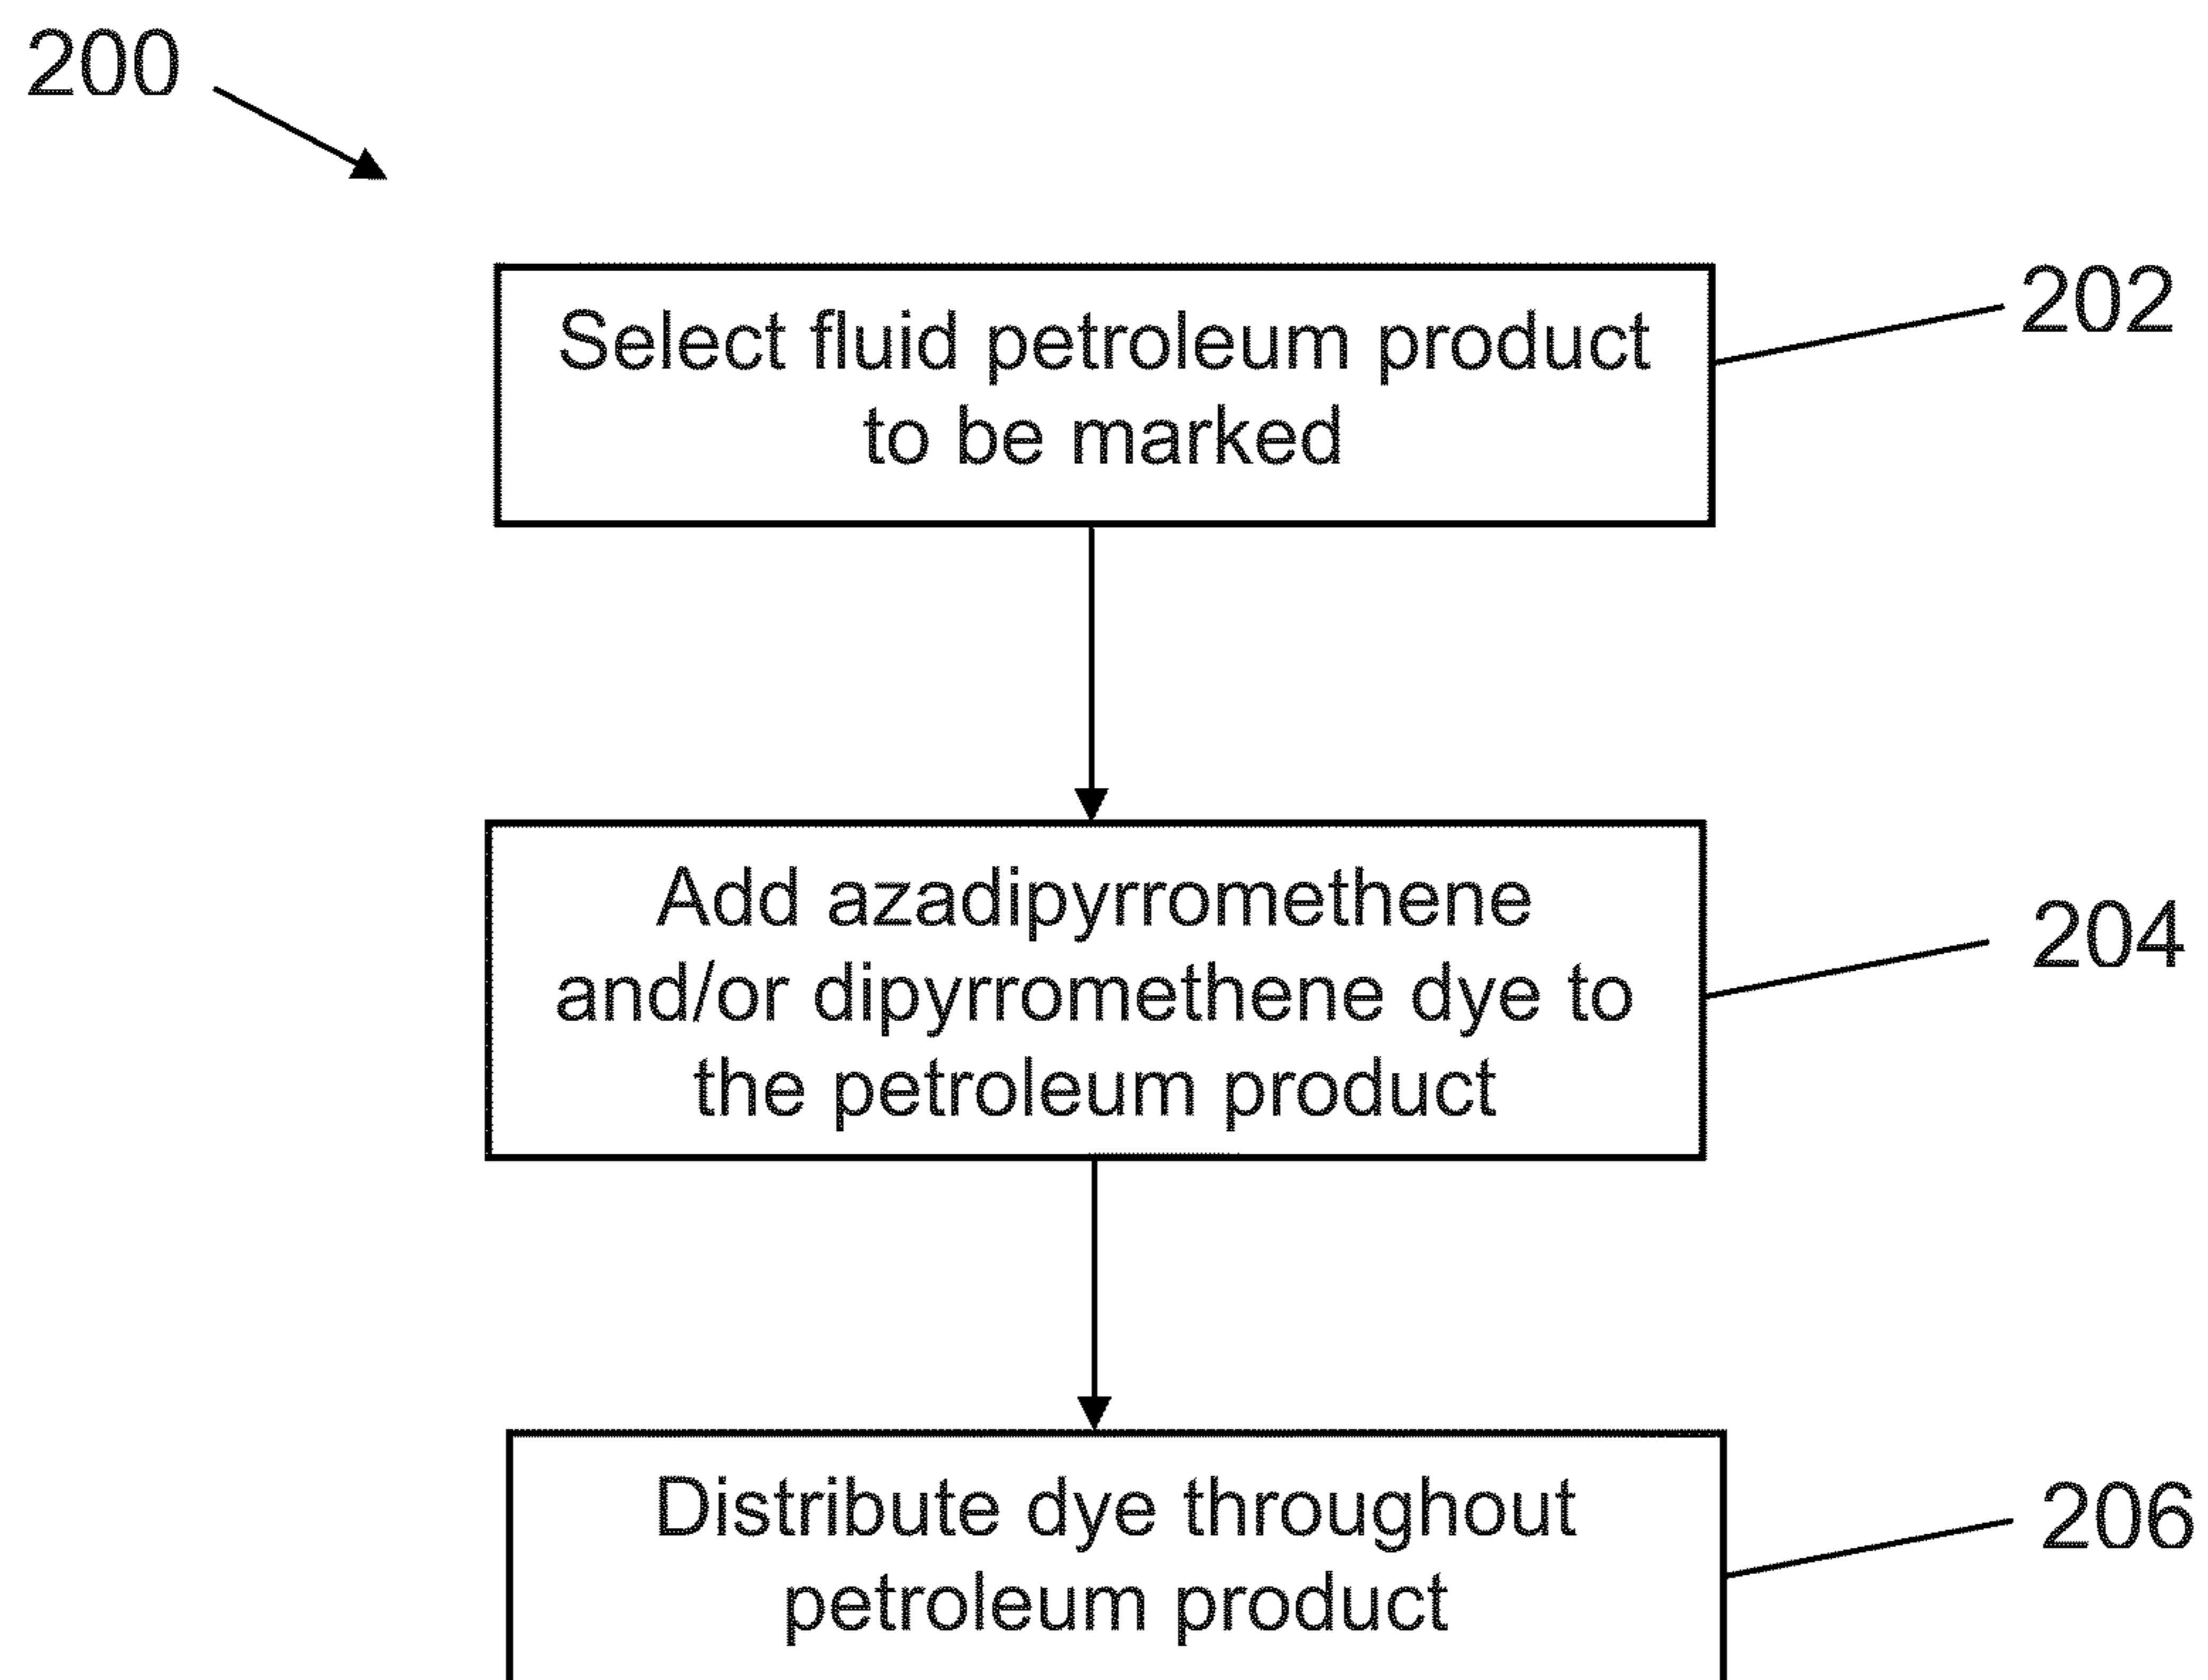 200
Select fluid petroleum product
to be marked
202
Add azadipyrromethene
and/or dipyrromethene dye to
the petroleum product
204
Distribute dye throughout
petroleum product
206